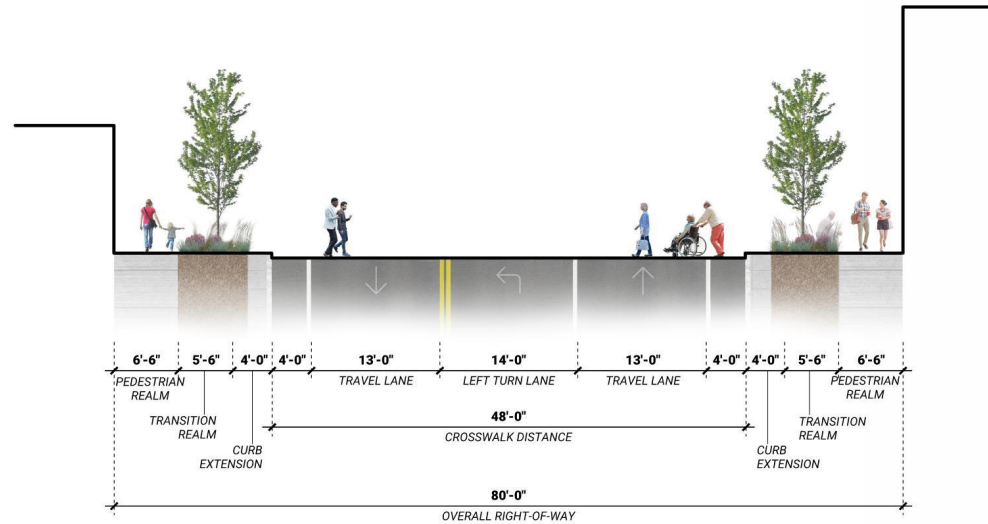 6'-6" 5'-6" 4'-0" 4'-0" 13'-0" 14'-0" 13'-0" 4'-0" 4'-0" 5'-6" 6'-6"
PEDESTRIAN
REALM
TRAVEL LANE
LEFT TURN LANE
TRAVEL LANE
PEDESTRIAN
REALM
TRANSITION
REALM
48'-0"
CROSSWALK DISTANCE
TRANSITION
REALM
CURB
EXTENSION
CURB
EXTENSION
80'-0"
OVERALL RIGHT-OF-WAY